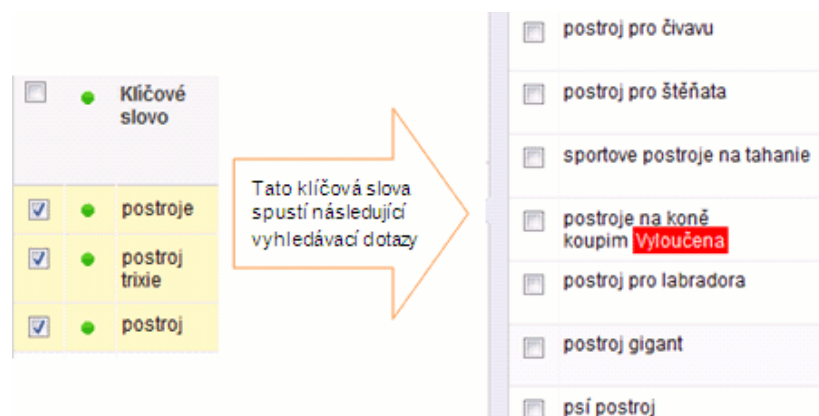 Klíčové
slovo
postroje
postroj
trixie
postroj
Tato klíčová slova
spustí následující
vyhledávací dotazy
postroj pro čivavu
postroj pro štěňata
sportove postroje na tahanie
postroje na koně
koupim Vyloučena
postroj pro labradora
postroj gigant
psí postroj